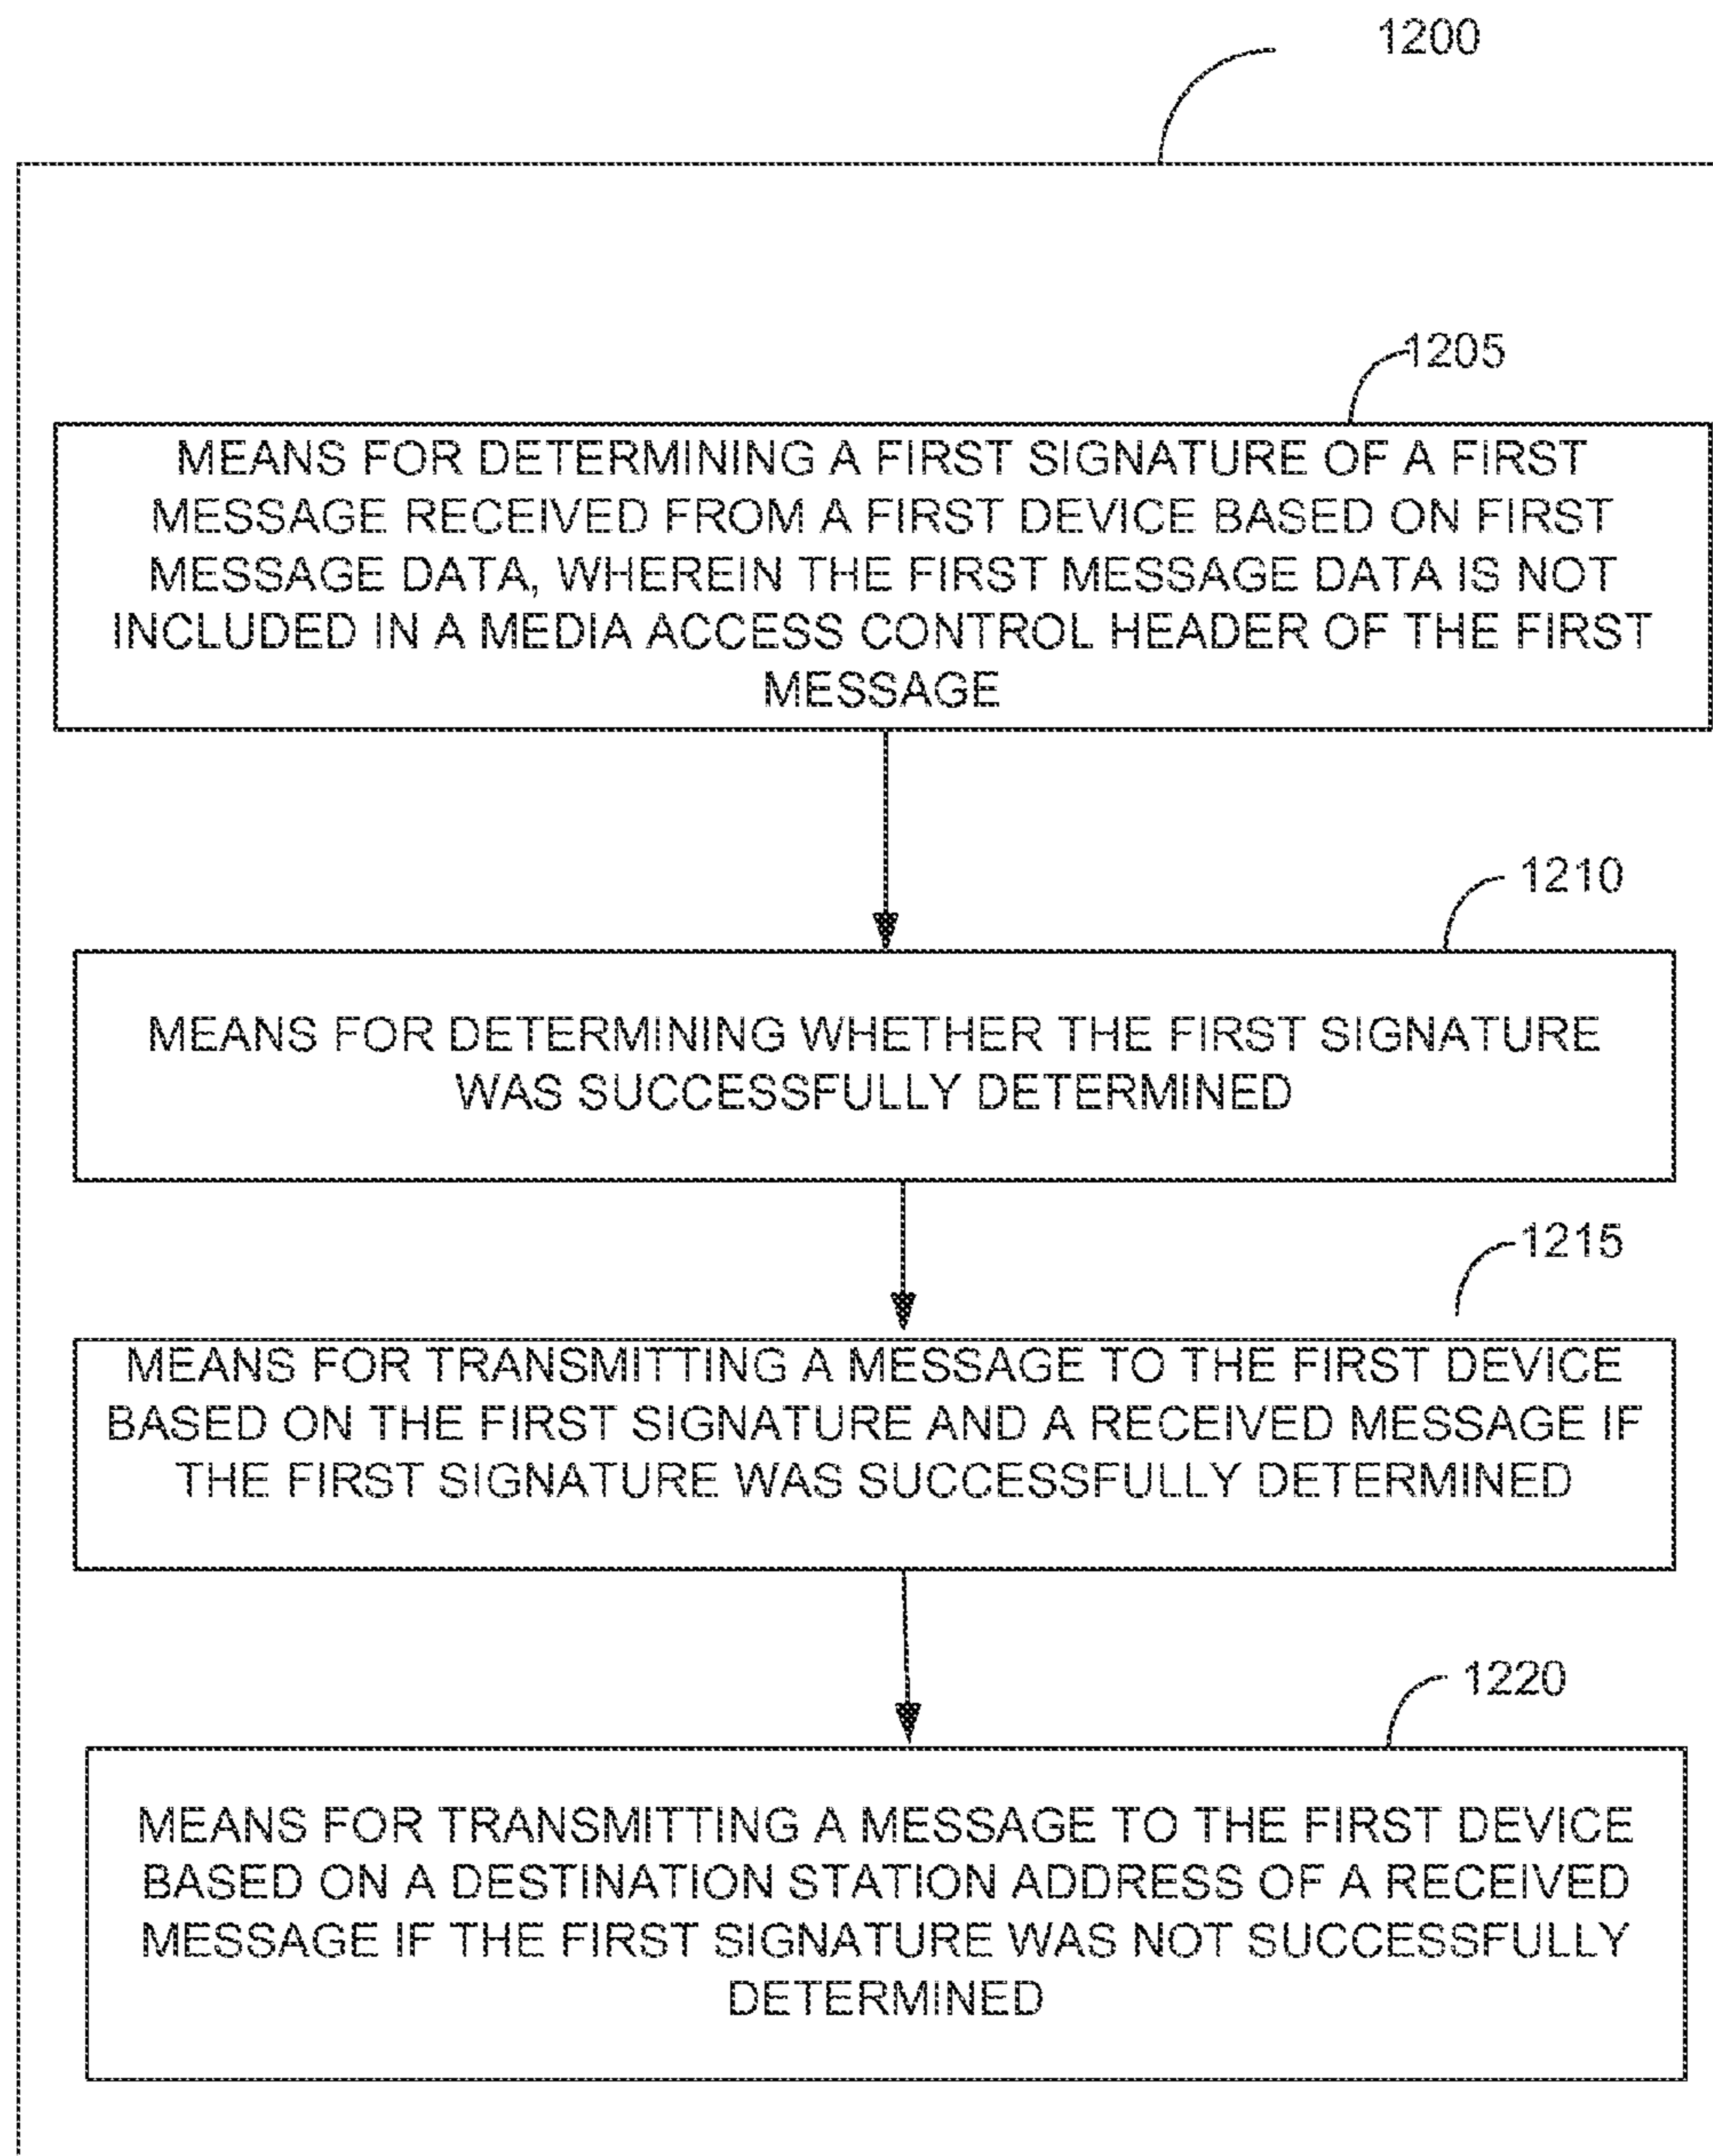 1200
1205
MEANS FOR DETERMINING A FIRST SIGNATURE OF A FIRST
MESSAGE RECEIVED FROM A FIRST DEVICE BASED ON FIRST
MESSAGE DATA, WHEREIN THE FIRST MESSAGE DATA IS NOT
INCLUDED IN A MEDIA ACCESS CONTROL HEADER OF THE FIRST
MESSAGE
1210
MEANS FOR DETERMINING WHETHER THE FIRST SIGNATURE
WAS SUCCESSFULLY DETERMINED
1215
MEANS FOR TRANSMITTING A MESSAGE TO THE FIRST DEVICE
BASED ON THE FIRST SIGNATURE AND A RECEIVED MESSAGE IF
THE FIRST SIGNATURE WAS SUCCESSFULLY DETERMINED
1220
MEANS FOR TRANSMITTING A MESSAGE TO THE FIRST DEVICE
BASED ON A DESTINATION STATION ADDRESS OF A RECEIVED
MESSAGE IF THE FIRST SIGNATURE WAS NOT SUCCESSFULLY
DETERMINED